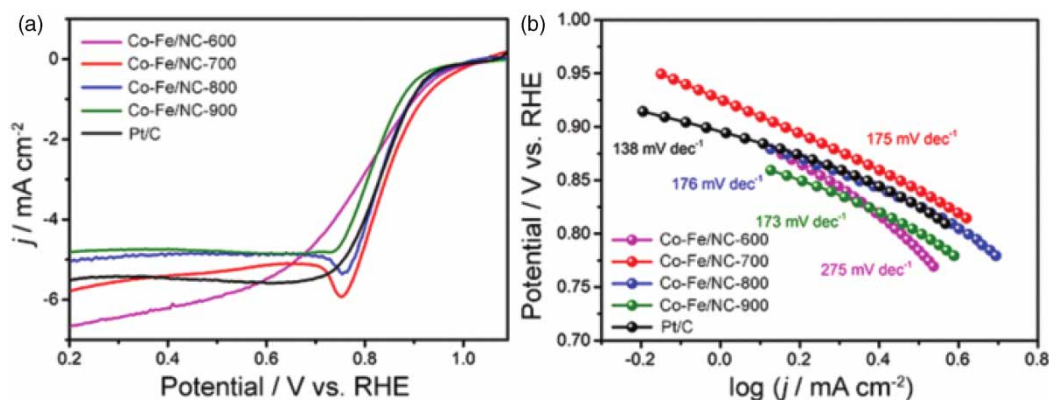 (a)
Co-Fe/NC-600
Co-Fe/NC-700
Co-Fe/NC-800
Co-Fe/NC-900
Pt/C
0
-2
-4
-6
j / mA cm⁻²
0.2
0.4
0.6
0.8
1.0
Potential / V vs. RHE
(b)
1.00
0.95
0.90
0.85
0.80
0.75
0.70
Potential / V vs. RHE
175 mV dec⁻¹
138 mV dec⁻¹
176 mV dec⁻¹
173 mV dec⁻¹
275 mV dec⁻¹
Co-Fe/NC-600
Co-Fe/NC-700
Co-Fe/NC-800
Co-Fe/NC-900
Pt/C
-0.2
0.0
0.2
0.4
0.6
0.8
log (j / mA cm⁻²)